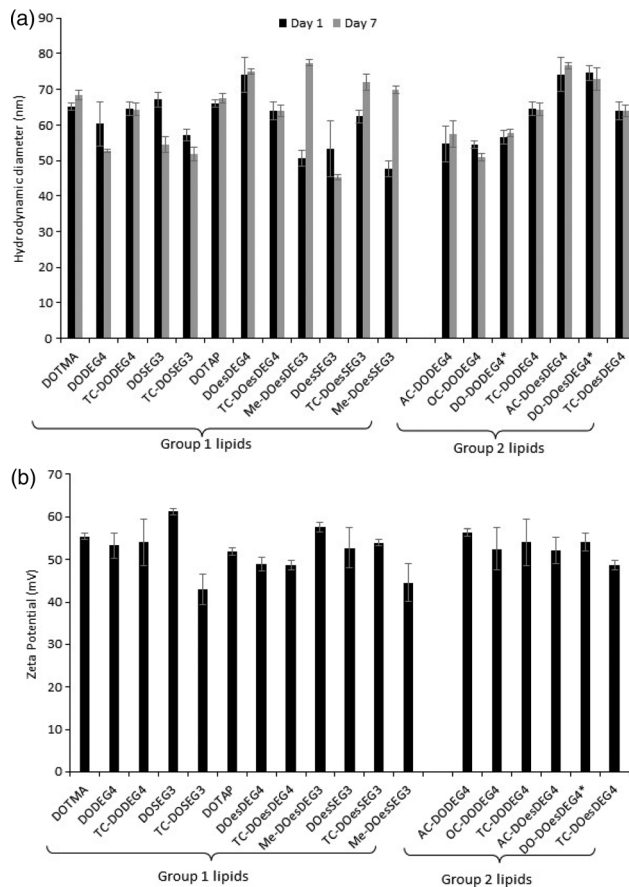 (a)
Day 1 Day 7
Hydrodynamic diameter (nm)
90
80
70
60
50
40
30
20
10
0
DOTMA
DODEG4
TC-DODEG4
DOSEG3
TC-DOSEG3
DOTAP
DOesDEG4
TC-DOesDEG4
Me-DOesDEG3
DOesSEG3
TC-DOesSEG3
Me-DOesSEG3
AC-DODEG4
OC-DODEG4
DO-DODEG4*
TC-DODEG4
AC-DOesDEG4
DO-DOesDEG4*
TC-DOesDEG4
Group 1 lipids
Group 2 lipids
(b)
Zeta Potential (mV)
70
60
50
40
30
20
10
0
DOTMA
DODEG4
TC-DODEG4
DOSEG3
TC-DOSEG3
DOTAP
DOesDEG4
TC-DOesDEG4
Me-DOesDEG3
DOesSEG3
TC-DOesSEG3
Me-DOesSEG3
AC-DODEG4
OC-DODEG4
TC-DODEG4
AC-DOesDEG4
DO-DOesDEG4*
TC-DOesDEG4
Group 1 lipids
Group 2 lipids